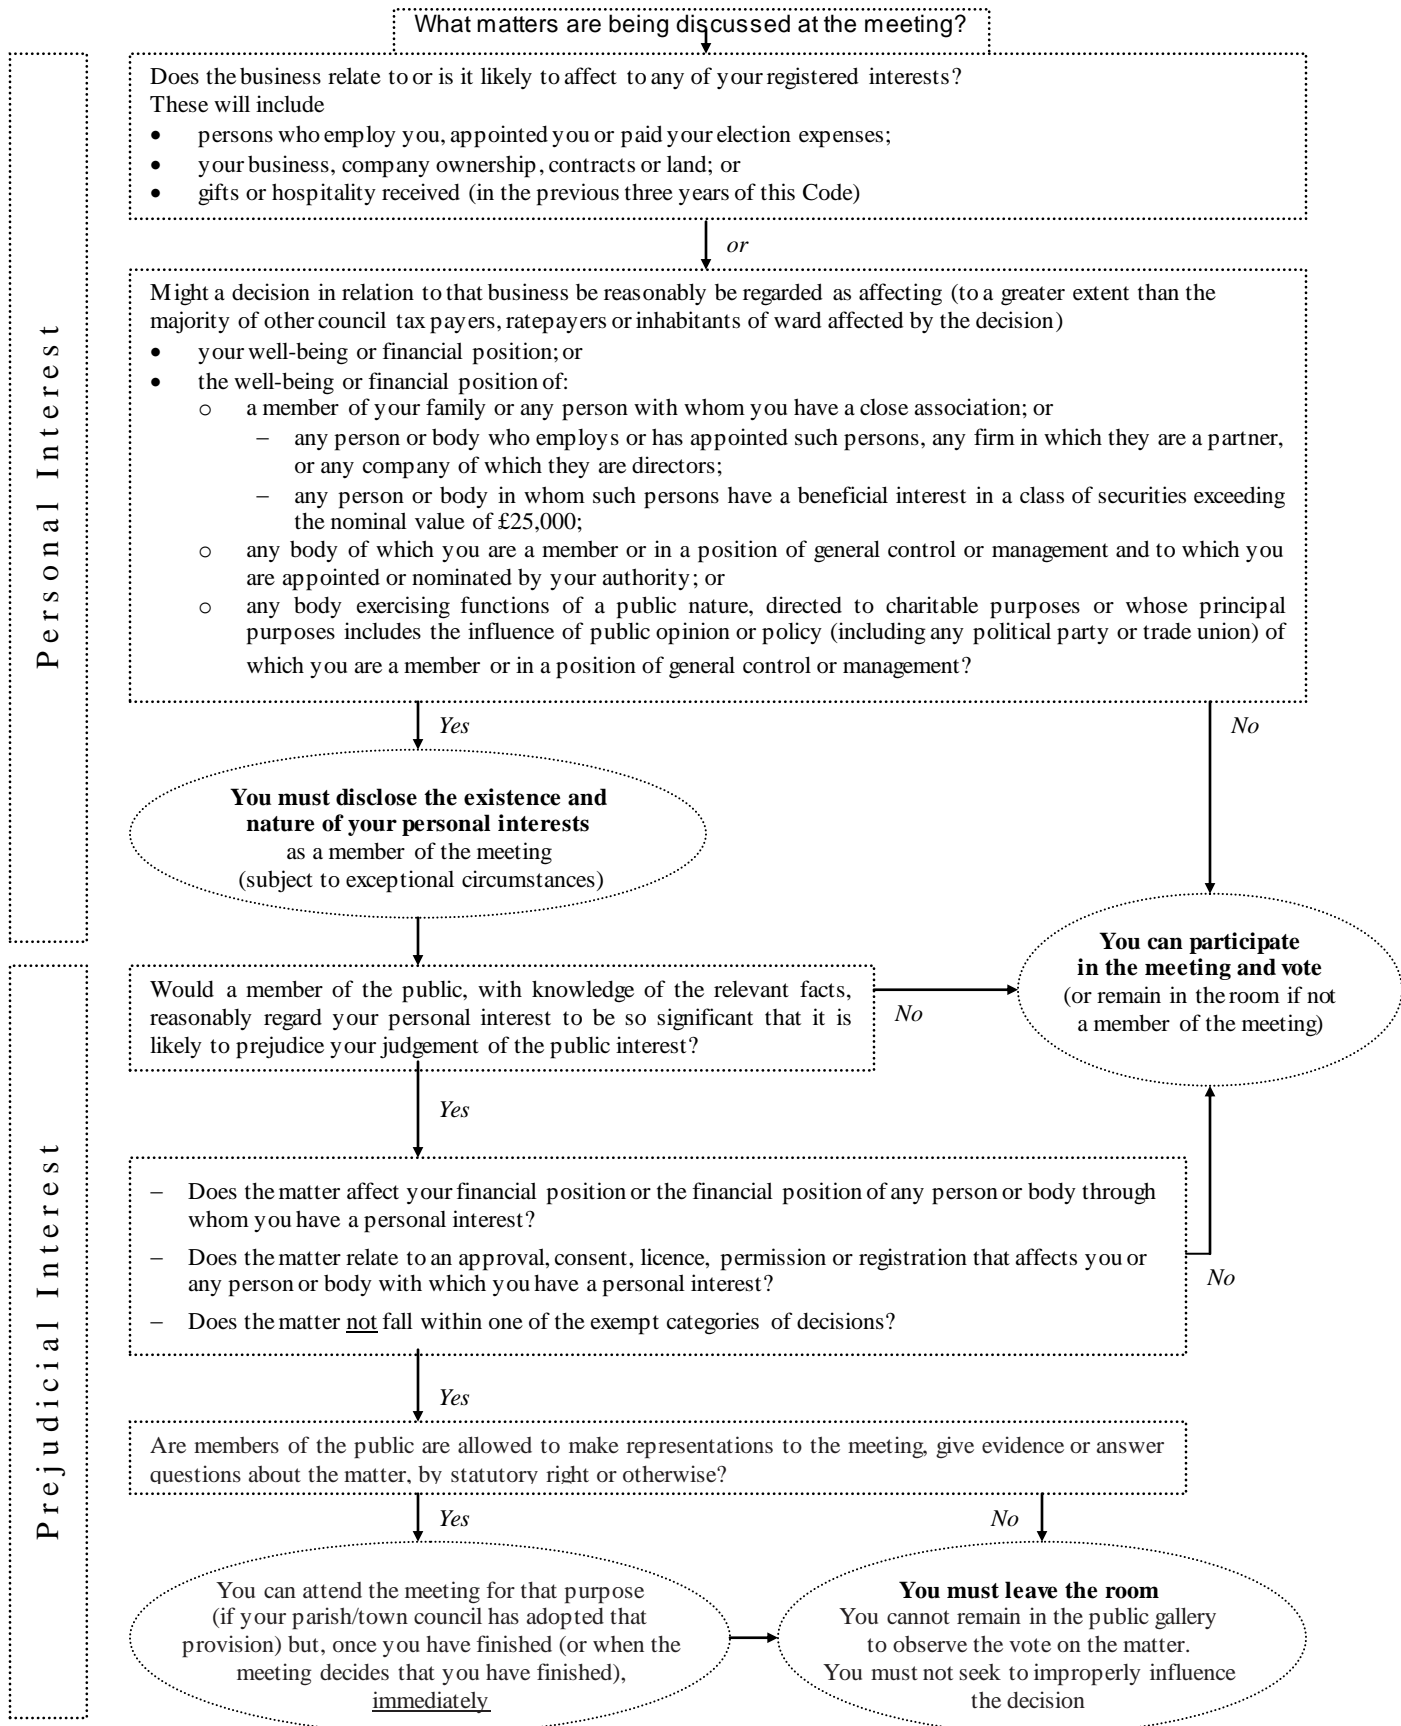 What matters are being discussed at the meeting?
Personal Interest
Does the business relate to or is it likely to affect to any of your registered interests?
These will include
• persons who employ you, appointed you or paid your election expenses;
• your business, company ownership, contracts or land; or
• gifts or hospitality received (in the previous three years of this Code)
or
Might a decision in relation to that business be reasonably be regarded as affecting (to a greater extent than the
majority of other council tax payers, ratepayers or inhabitants of ward affected by the decision)
• your well-being or financial position; or
• the well-being or financial position of:
o a member of your family or any person with whom you have a close association; or
– any person or body who employs or has appointed such persons, any firm in which they are a partner,
or any company of which they are directors;
– any person or body in whom such persons have a beneficial interest in a class of securities exceeding
the nominal value of £25,000;
o any body of which you are a member or in a position of general control or management and to which you
are appointed or nominated by your authority; or
o any body exercising functions of a public nature, directed to charitable purposes or whose principal
purposes includes the influence of public opinion or policy (including any political party or trade union) of
which you are a member or in a position of general control or management?
Yes
No
You must disclose the existence and
nature of your personal interests
as a member of the meeting
(subject to exceptional circumstances)
You can participate
in the meeting and vote
(or remain in the room if not
a member of the meeting)
Prejudicial Interest
Would a member of the public, with knowledge of the relevant facts,
reasonably regard your personal interest to be so significant that it is
likely to prejudice your judgement of the public interest?
No
Yes
– Does the matter affect your financial position or the financial position of any person or body through
whom you have a personal interest?
– Does the matter relate to an approval, consent, licence, permission or registration that affects you or
any person or body with which you have a personal interest?
– Does the matter not fall within one of the exempt categories of decisions?
No
Yes
Are members of the public are allowed to make representations to the meeting, give evidence or answer
questions about the matter, by statutory right or otherwise?
Yes
No
You can attend the meeting for that purpose
(if your parish/town council has adopted that
provision) but, once you have finished (or when the
meeting decides that you have finished),
immediately
You must leave the room
You cannot remain in the public gallery
to observe the vote on the matter.
You must not seek to improperly influence
the decision